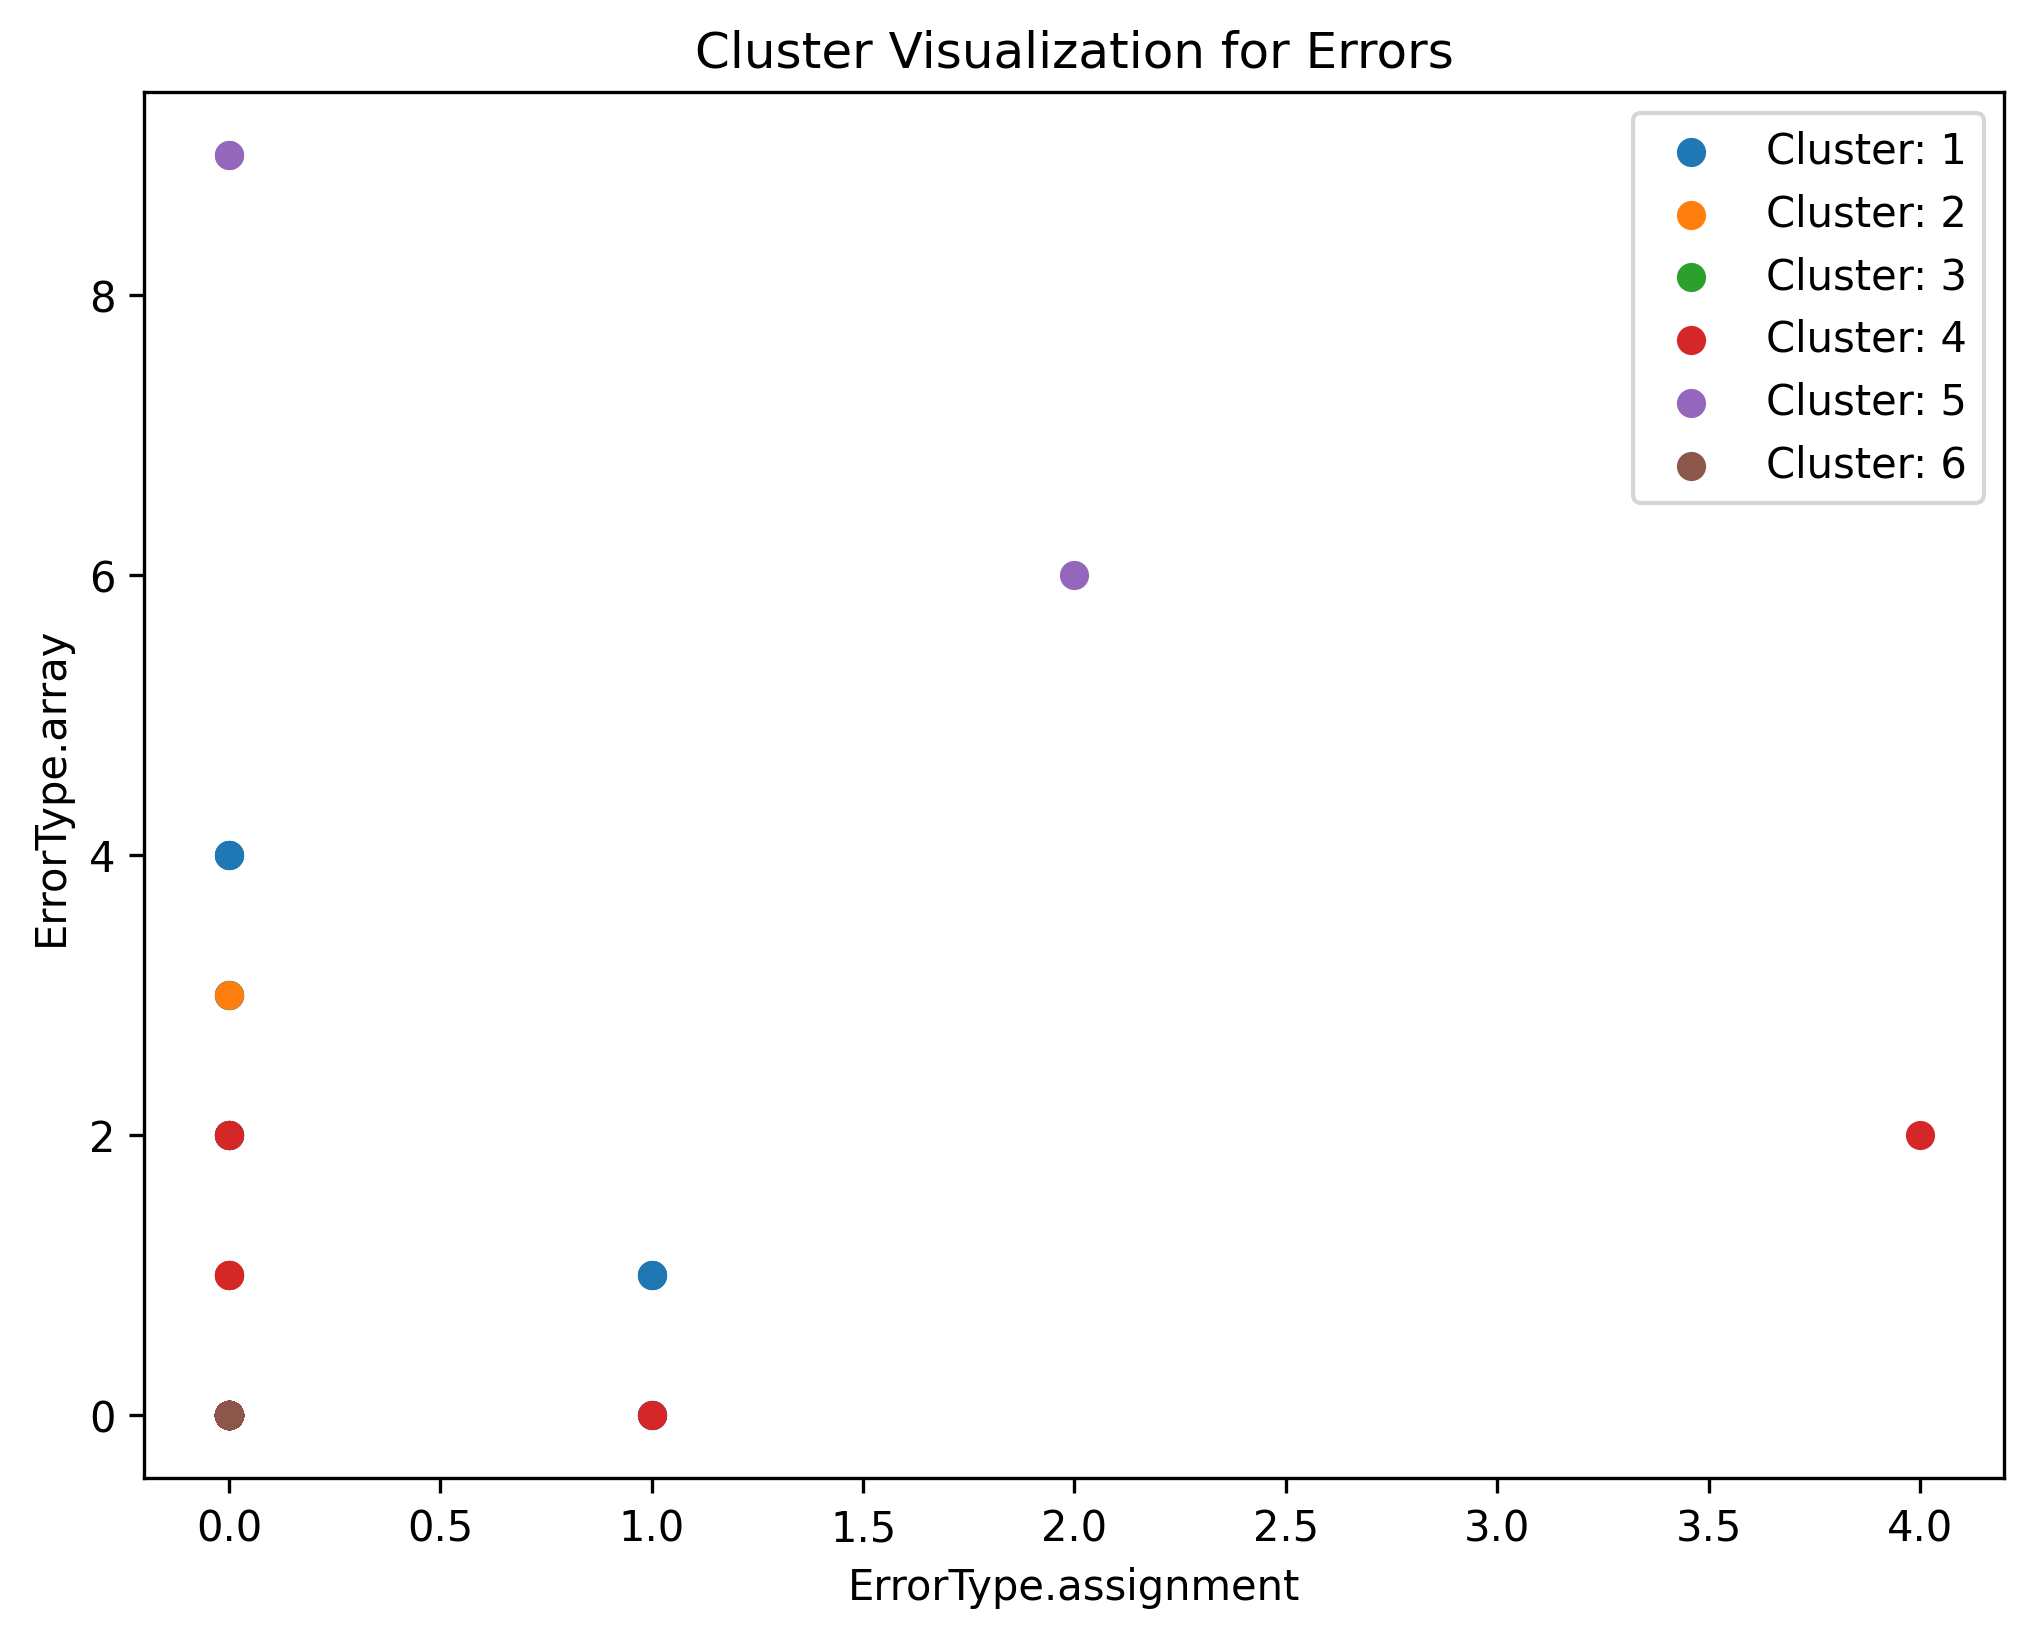 Cluster Visualization for Errors
Cluster: 1
Cluster: 2
Cluster: 3
Cluster: 4
Cluster: 5
Cluster: 6
ErrorType.array
8
6
4
2
0
0.0 0.5 1.0 1.5 2.0 2.5 3.0 3.5 4.0
ErrorType.assignment